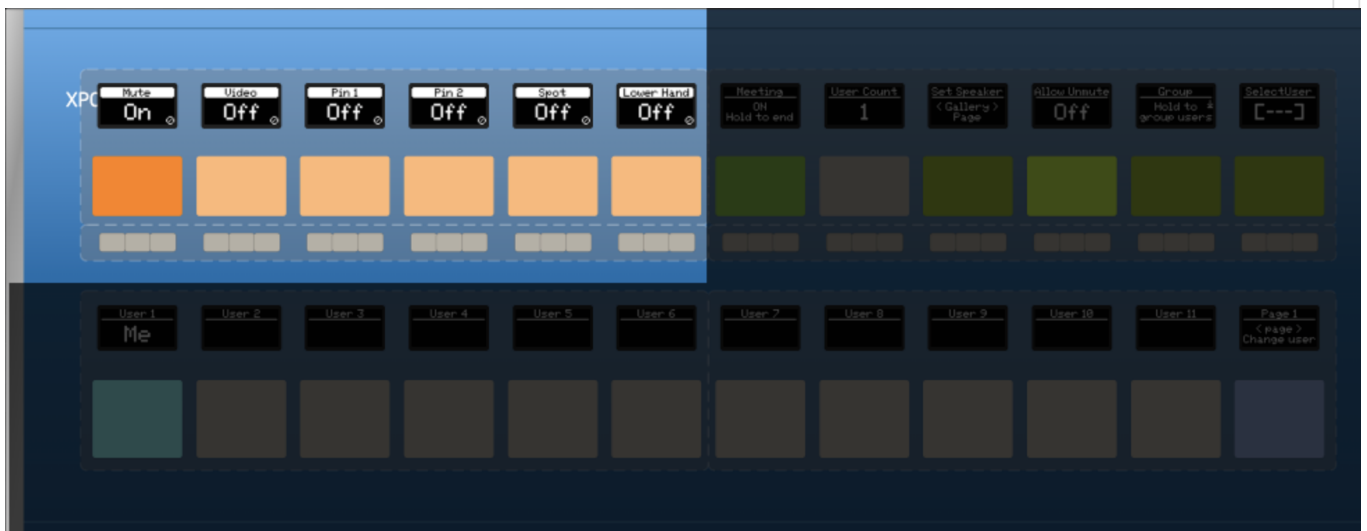 XPC
Mute Video Pin 1 Pin 2 Spot Lower Hand Meeting User Count Set Speaker Allow Unmute Group SelectUser
On Off Off Off Off Off ON 1 <Gallery> Off Hold to [---]
Hold to end Page group users
User 1 User 2 User 3 User 4 User 5 User 6 User 7 User 8 User 9 User 10 User 11 Page 1
Me <page>
Change user